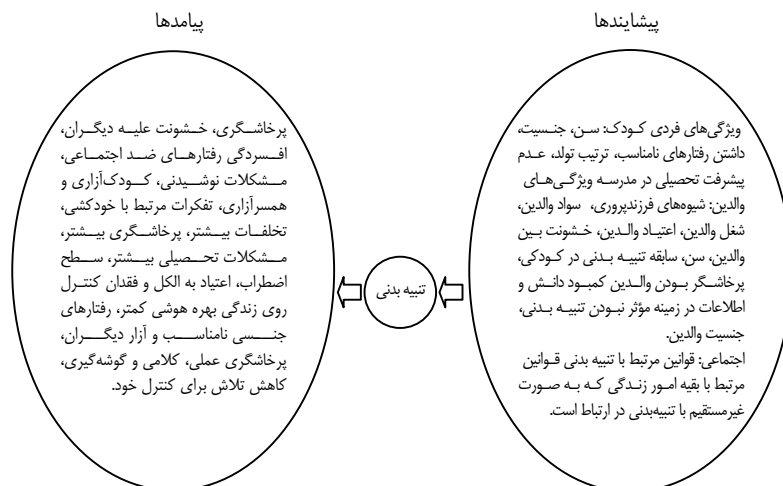 پیشایندها
ویژگی‌های فردی کودک: سن، جنسیت،
داشتن رفتارهای نامناسب، ترتیب تولد، عدم
پیشرفت تحصیلی در مدرسه ویژگی‌های
والدین: شیوه‌های فرزندپروری، سواد والدین،
شغل والدین، اعتیاد والدین، خشونت بین
والدین، سن، سابقه تنبیه بدنی در کودکی،
پرخاشگر بودن والدین کمبود دانش و
اطلاعات در زمینه مؤثر نبودن تنبیه بدنی،
جنسیت والدین.
اجتماعی: قوانین مرتبط با تنبیه بدنی قوانین
مرتبط با بقیه امور زندگی که به صورت
غیرمستقیم با تنبیه‌بدنی در ارتباط است.
تنبیه بدنی
پیامدها
پرخاشگری، خشونت علیه دیگران،
افسردگی رفتارهای ضد اجتماعی،
مشکلات نوشیدنی، کودک‌آزاری و
همسرآزاری، تفکرات مرتبط با خودکشی،
تخلفات بیشتر، پرخاشگری بیشتر،
مشکلات تحصیلی بیشتر، سطح
اضطراب، اعتیاد به الکل و فقدان کنترل
روی زندگی بهره هوشی کمتر، رفتارهای
جنسی نامناسب و آزار دیگران،
پرخاشگری عملی، کلامی و گوشه‌گیری،
کاهش تلاش برای کنترل خود.